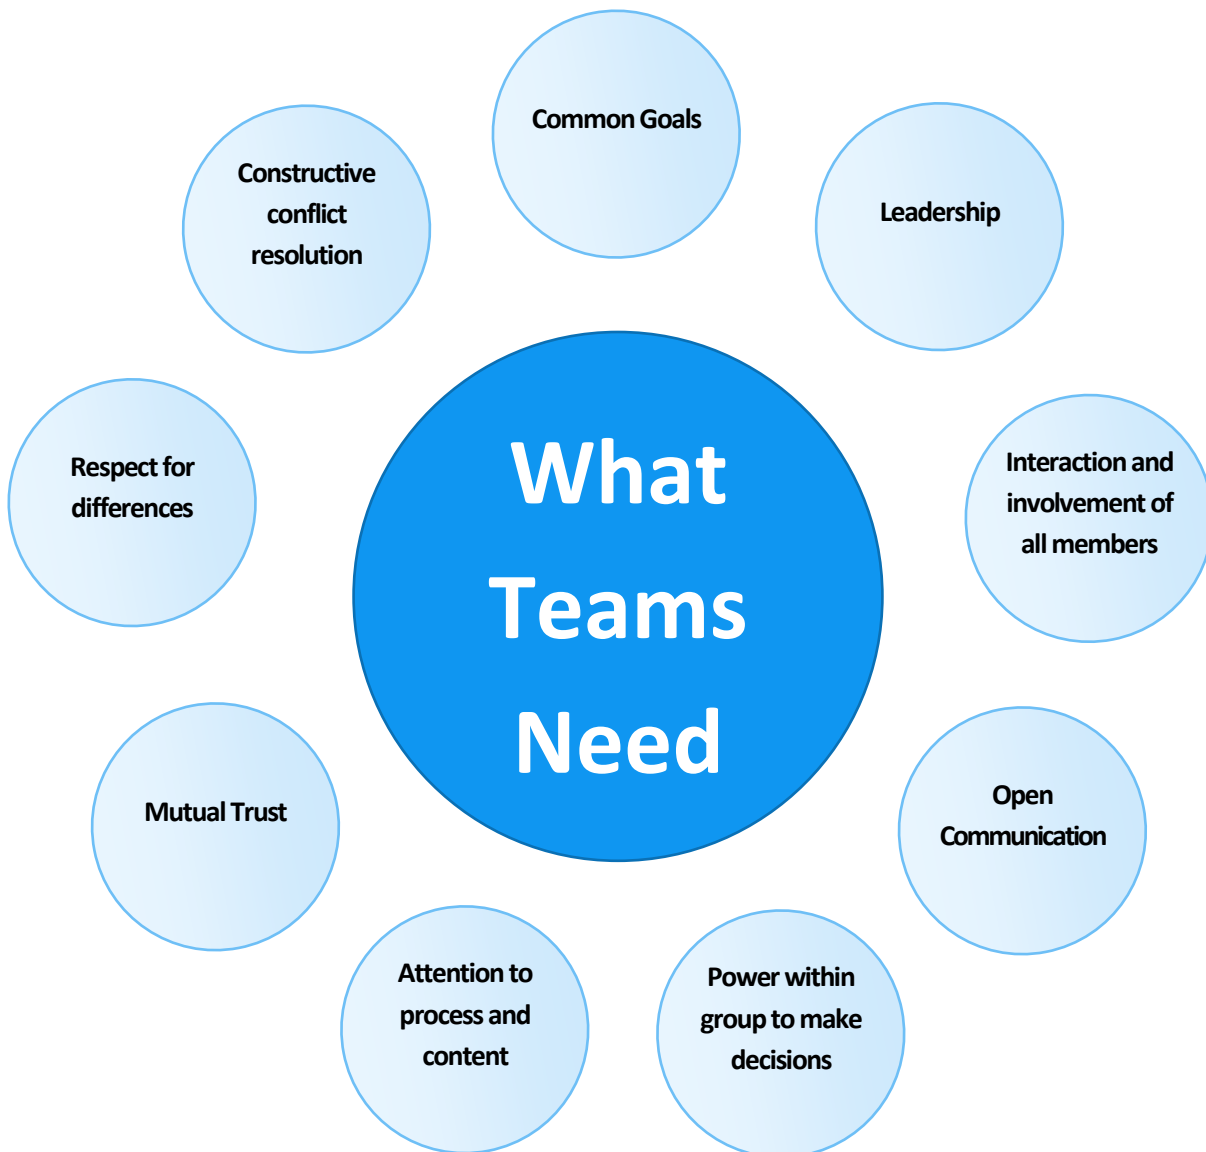 Common Goals
Leadership
Interaction and
involvement of
all members
Open
Communication
Power within
group to make
decisions
Attention to
process and
content
Mutual Trust
Respect for
differences
Constructive
conflict
resolution
What
Teams
Need